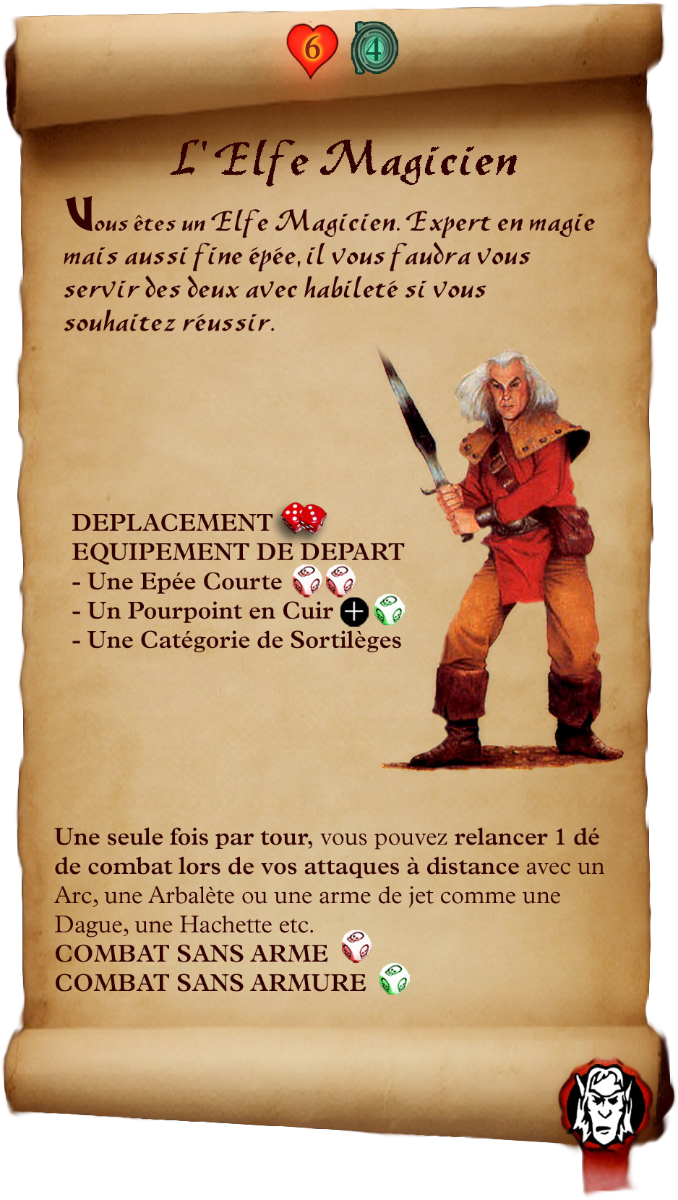 6 4
L'Elfe Magicien
Vous êtes un Elfe Magicien. Expert en magie
mais aussi fine épée, il vous faudra vous
servir des deux avec habileté si vous
souhaitez réussir.
DEPLACEMENT
EQUIPEMENT DE DEPART
- Une Epée Courte
- Un Pourpoint en Cuir +
- Une Catégorie de Sortilèges
Une seule fois par tour, vous pouvez relancer 1 dé
de combat lors de vos attaques à distance avec un
Arc, une Arbalète ou une arme de jet comme une
Dague, une Hachette etc.
COMBAT SANS ARME
COMBAT SANS ARMURE